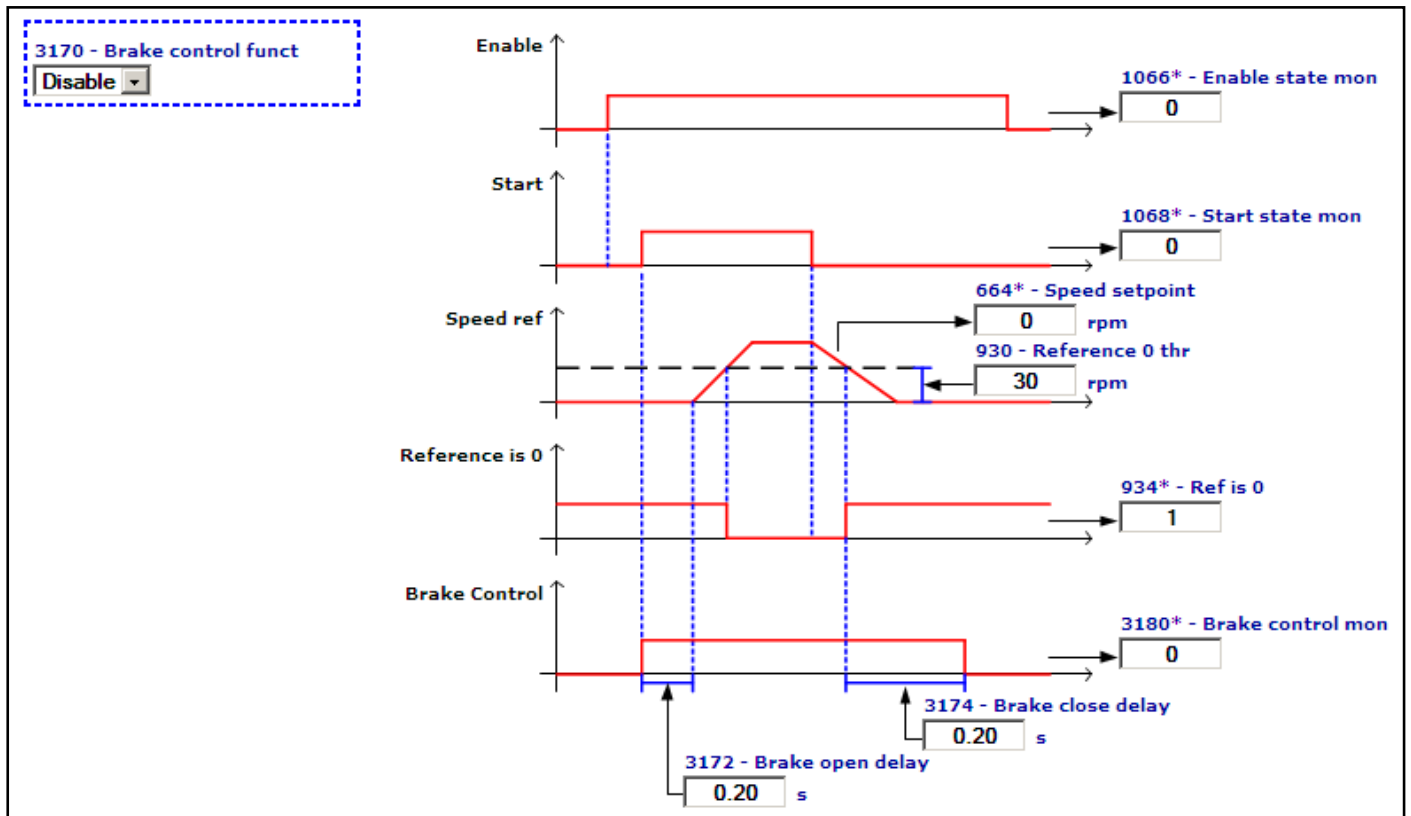 3170 - Brake control funct
Disable
Enable
1066* - Enable state mon
0
Start
1068* - Start state mon
0
Speed ref
664* - Speed setpoint
0 rpm
930 - Reference 0 thr
30 rpm
Reference is 0
934* - Ref is 0
1
Brake Control
3180* - Brake control mon
0
3174 - Brake close delay
0.20 s
3172 - Brake open delay
0.20 s